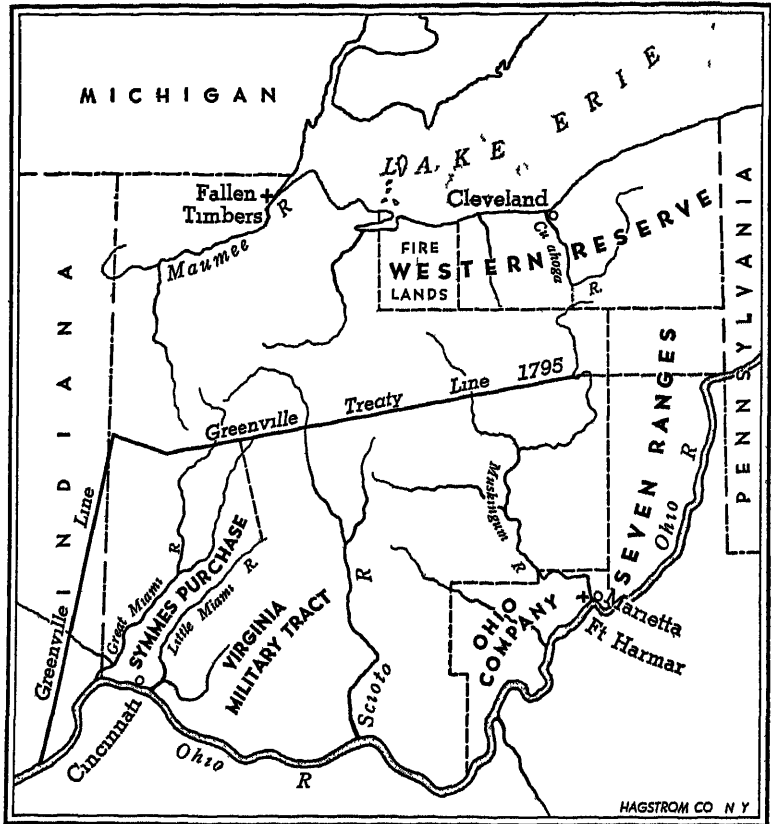 MICHIGAN
LAKE ERIE
Fallen
Timbers
Maumee R
Cleveland
Cuyahoga R.
FIRE
LANDS
WESTERN RESERVE
PENNSYLVANIA
INDIANA
Greenville Treaty Line 1795
Greenville Line
SEVEN RANGES
Ohio R
Muskingum R
Great Miami R
SYMMES PURCHASE
Little Miami R
VIRGINIA
MILITARY TRACT
Scioto R
OHIO
COMPANY
Marietta
Ft Harmar
Cincinnati
Ohio R
HAGSTROM CO N Y